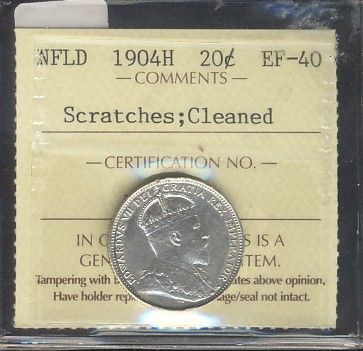 NFLD 1904H 20¢ EF-40
— COMMENTS —
Scratches;Cleaned
— CERTIFICATION NO. —
EDWARDVS VII DEI GRATIA REX IMPERATOR
IN S IS A
GEN TEM.
Tampering with ates above opinion,
Have holder rep age/seal not intact.